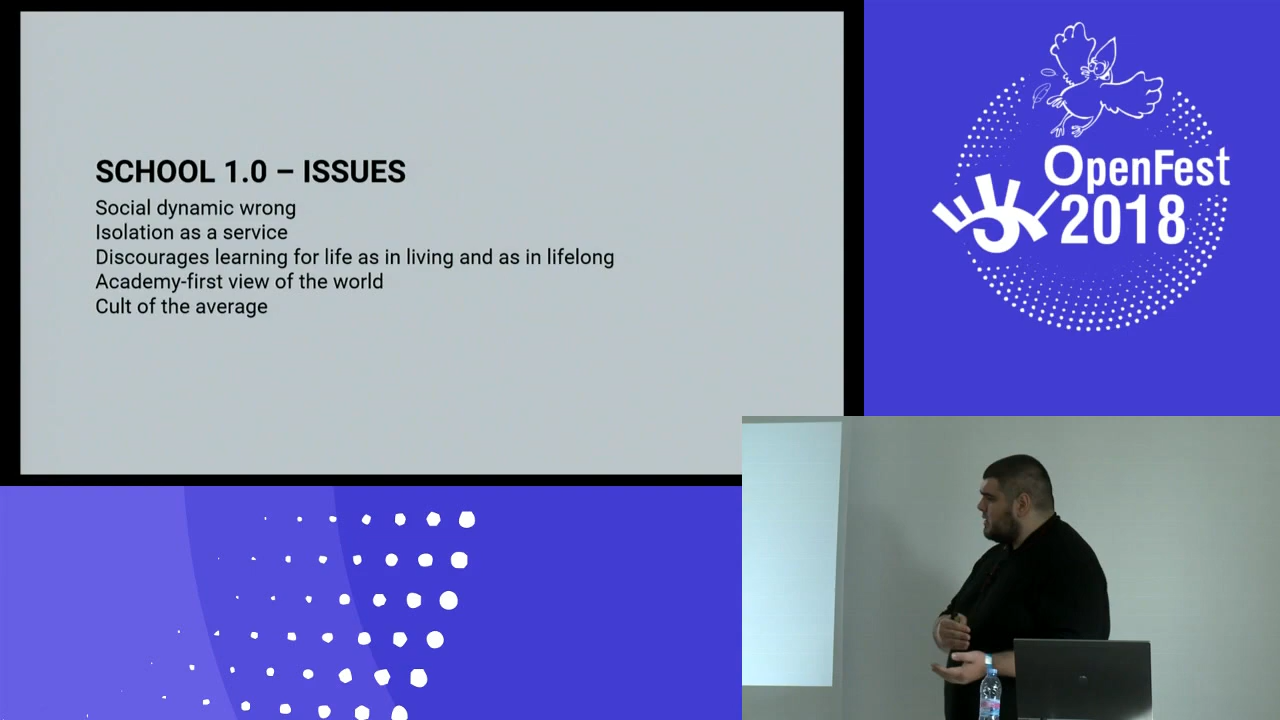 SCHOOL 1.0 – ISSUES
Social dynamic wrong
Isolation as a service
Discourages learning for life as in living and as in lifelong
Academy-first view of the world
Cult of the average
OpenFest
2018